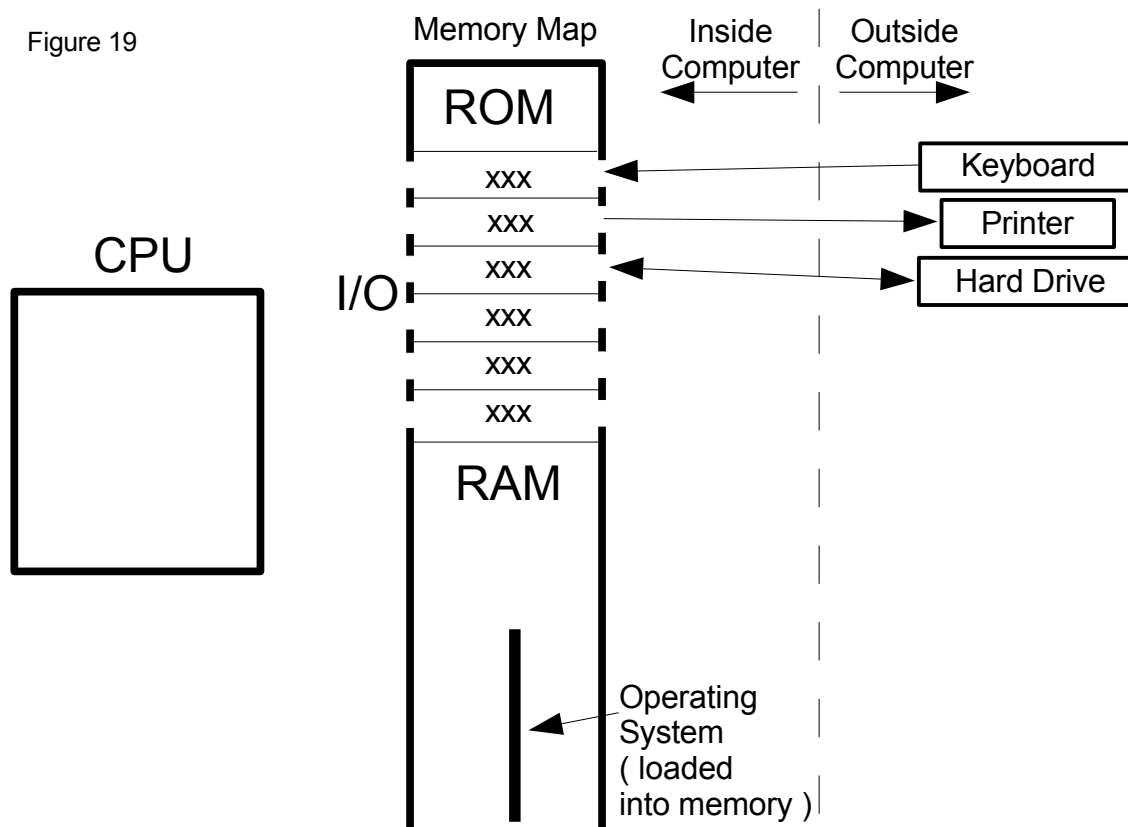 Figure 19
Memory Map
Inside
Computer
Outside
Computer
ROM
xxx
xxx
xxx
xxx
xxx
xxx
I/O
CPU
Keyboard
Printer
Hard Drive
RAM
Operating
System
( loaded
into memory )